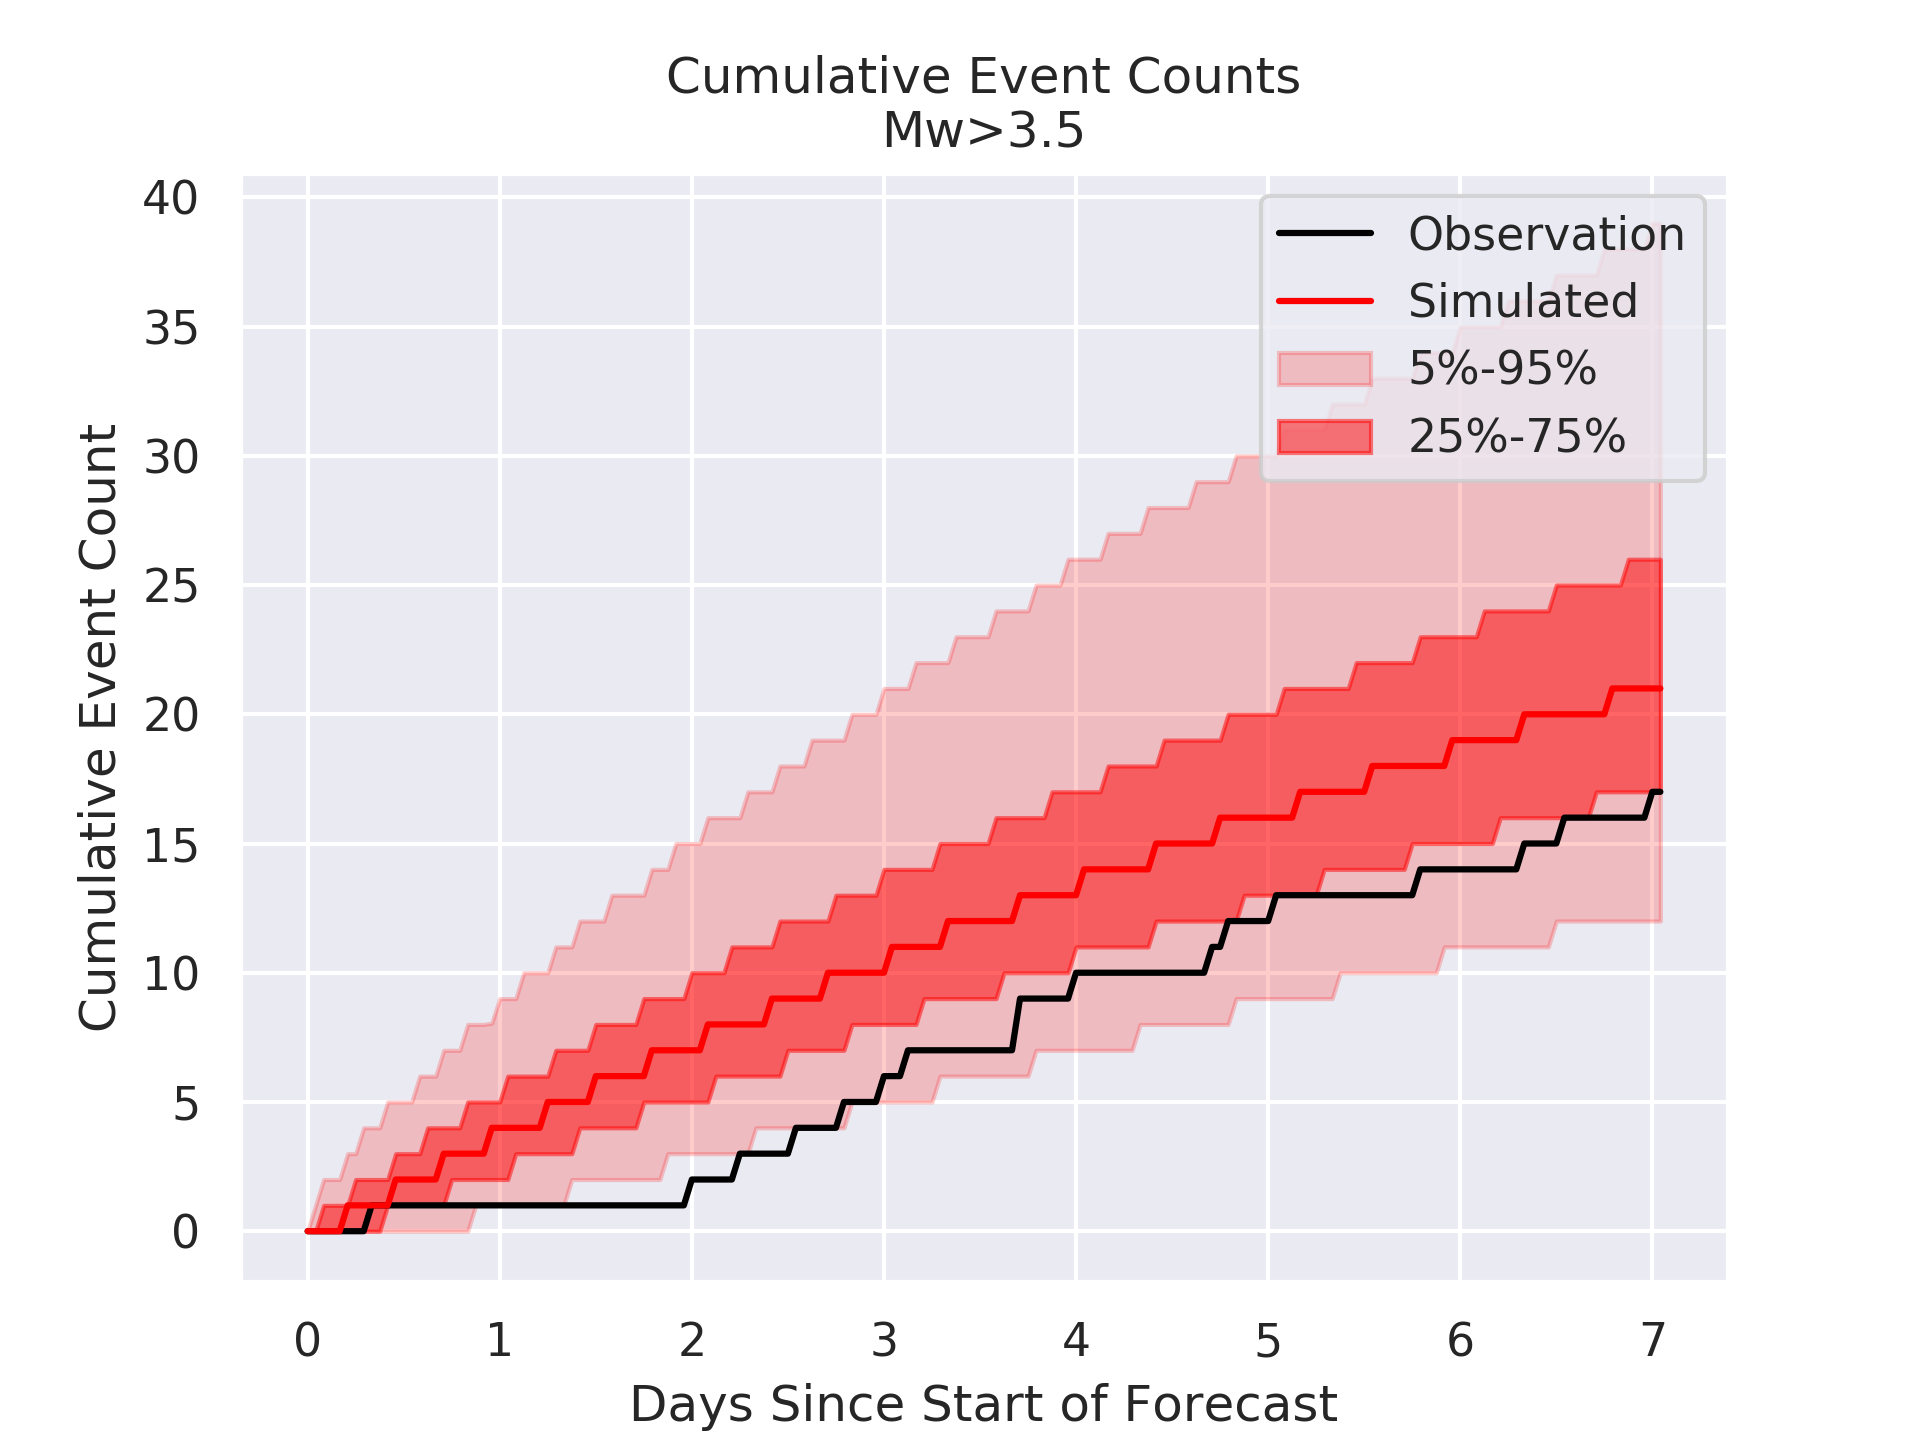 Cumulative Event Counts
Mw>3.5
Cumulative Event Count
40
35
30
25
20
15
10
5
0
Observation
Simulated
5%-95%
25%-75%
0 1 2 3 4 5 6 7
Days Since Start of Forecast